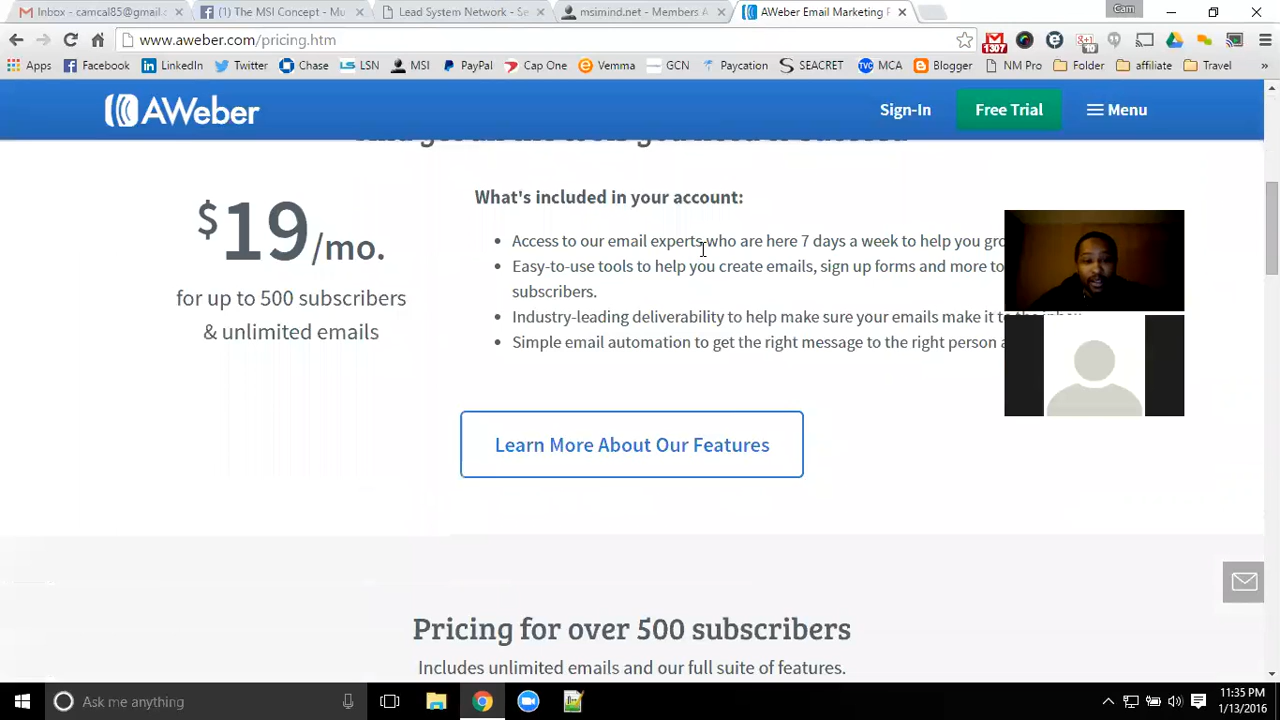 Inbox - camcal85@gmail.c
(1) The MSI Concept - Mu
Lead System Network - Se
msimind.net - Members A
AWeber Email Marketing P
Cam
www.aweber.com/pricing.htm
1307
10
Apps
Facebook
LinkedIn
Twitter
Chase
LSN
MSI
PayPal
Cap One
Vemma
GCN
Paycation
SEACRET
MCA
Blogger
NM Pro
Folder
affiliate
Travel
»
AWeber
Sign-In
Free Trial
Menu
$19/mo.
for up to 500 subscribers
& unlimited emails
What's included in your account:
• Access to our email experts who are here 7 days a week to help you gro
• Easy-to-use tools to help you create emails, sign up forms and more to
subscribers.
• Industry-leading deliverability to help make sure your emails make it to the inbox.
• Simple email automation to get the right message to the right person a
Learn More About Our Features
Pricing for over 500 subscribers
Includes unlimited emails and our full suite of features.
Ask me anything
11:35 PM
1/13/2016